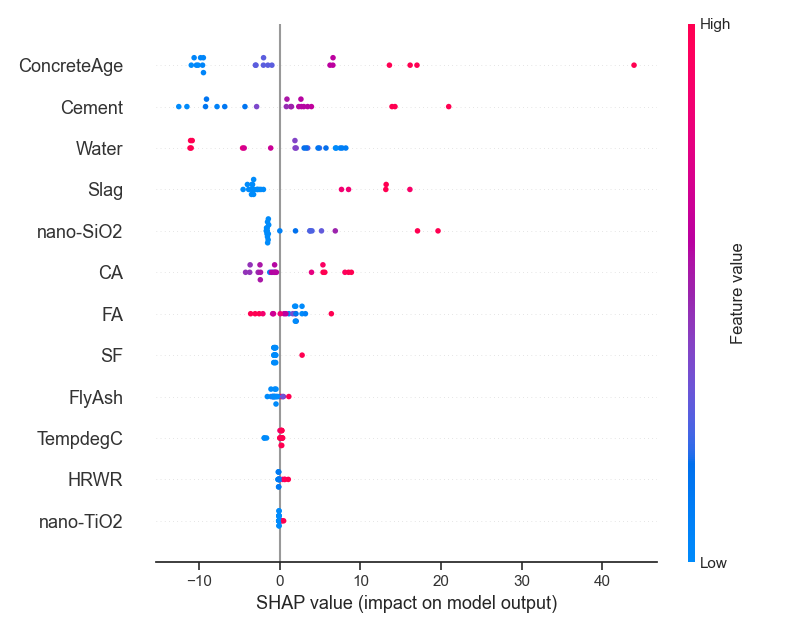 High
ConcreteAge
Cement
Water
Slag
nano-SiO2
CA
FA
SF
FlyAsh
TempdegC
HRWR
nano-TiO2
Feature value
Low
−10 0 10 20 30 40
SHAP value (impact on model output)